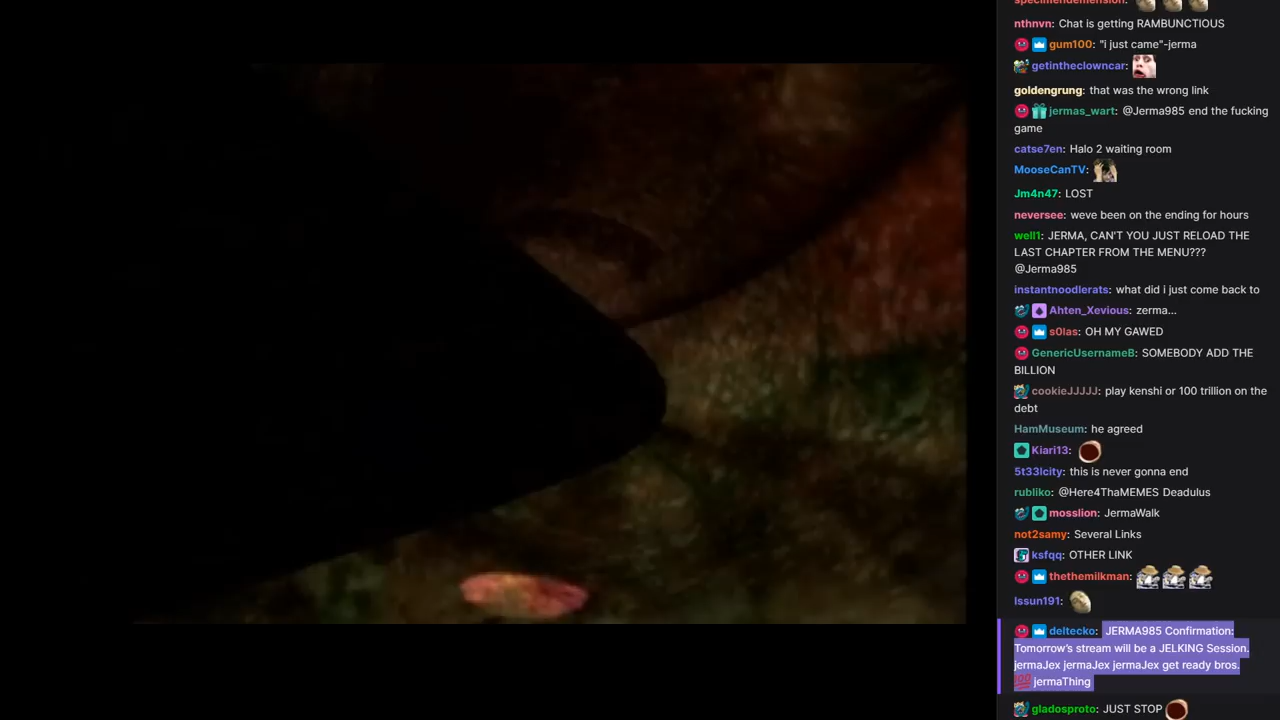 specimendemension:
nthnvn: Chat is getting RAMBUNCTIOUS
gum100: "i just came"-jerma
getintheclowncar:
goldengrung: that was the wrong link
jermas_wart: @Jerma985 end the fucking
game
catse7en: Halo 2 waiting room
MooseCanTV:
Jm4n47: LOST
neversee: weve been on the ending for hours
well1: JERMA, CAN'T YOU JUST RELOAD THE
LAST CHAPTER FROM THE MENU???
@Jerma985
instantnoodlerats: what did i just come back to
Ahten_Xevious: zerma...
s0las: OH MY GAWED
GenericUsernameB: SOMEBODY ADD THE
BILLION
cookieJJJJJ: play kenshi or 100 trillion on the
debt
HamMuseum: he agreed
Kiari13:
5t33lcity: this is never gonna end
rubliko: @Here4ThaMEMES Deadulus
mosslion: JermaWalk
not2samy: Several Links
ksfqq: OTHER LINK
thethemilkman:
Issun191:
deltecko: JERMA985 Confirmation:
Tomorrow's stream will be a JELKING Session.
jermaJex jermaJex jermaJex get ready bros.
💯 jermaThing
gladosproto: JUST STOP